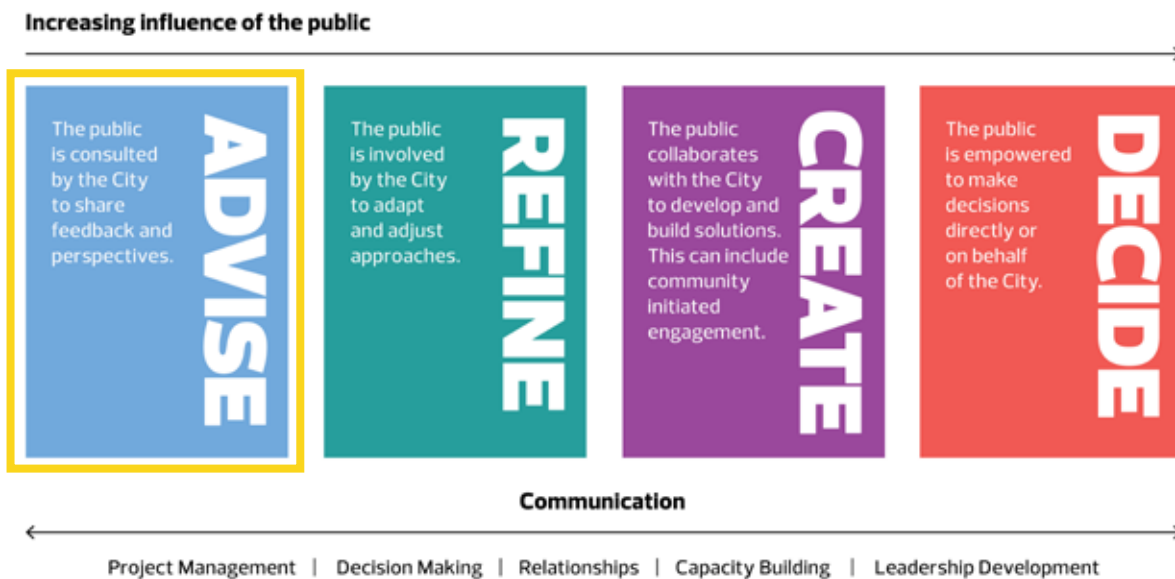 Increasing influence of the public
The public
is consulted
by the City
to share
feedback and
perspectives.
ADVISE
The public
is involved
by the City
to adapt
and adjust
approaches.
REFINE
The public
collaborates
with the City
to develop and
build solutions.
This can include
community
initiated
engagement.
CREATE
The public
is empowered
to make
decisions
directly or
on behalf
of the City.
DECIDE
Communication
Project Management | Decision Making | Relationships | Capacity Building | Leadership Development